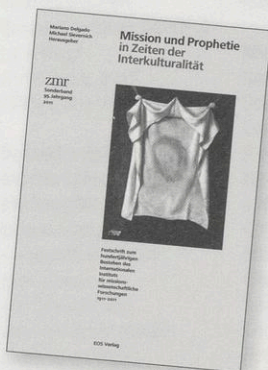 Mariano Delgado
Michael Sievernich
Herausgeber
Mission und Prophetie
in Zeiten der
Interkulturalität
zmr
Sonderband
95. Jahrgang
2011
Festschrift zum
hundertjährigen
Bestehen des
Internationalen
Instituts
für missions-
wissenschaftliche
Forschungen
1911-2011
EOS Verlag